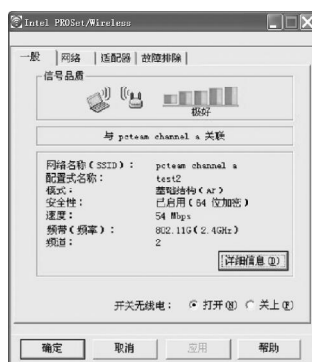 Intel PROSet/Wireless
一般 网络 适配器 故障排除
信号品质
极好
与 pcteam channel a 关联
网络名称(SSID): pcteam channel a
配置式名称: test2
模式: 基础结构(AP)
安全性: 已启用(64 位加密)
速度: 54 Mbps
频带(频率): 802.11G(2.4GHz)
频道: 2
详细信息(D)
开关无线电: 打开(N) 关上(F)
确定 取消 应用 帮助